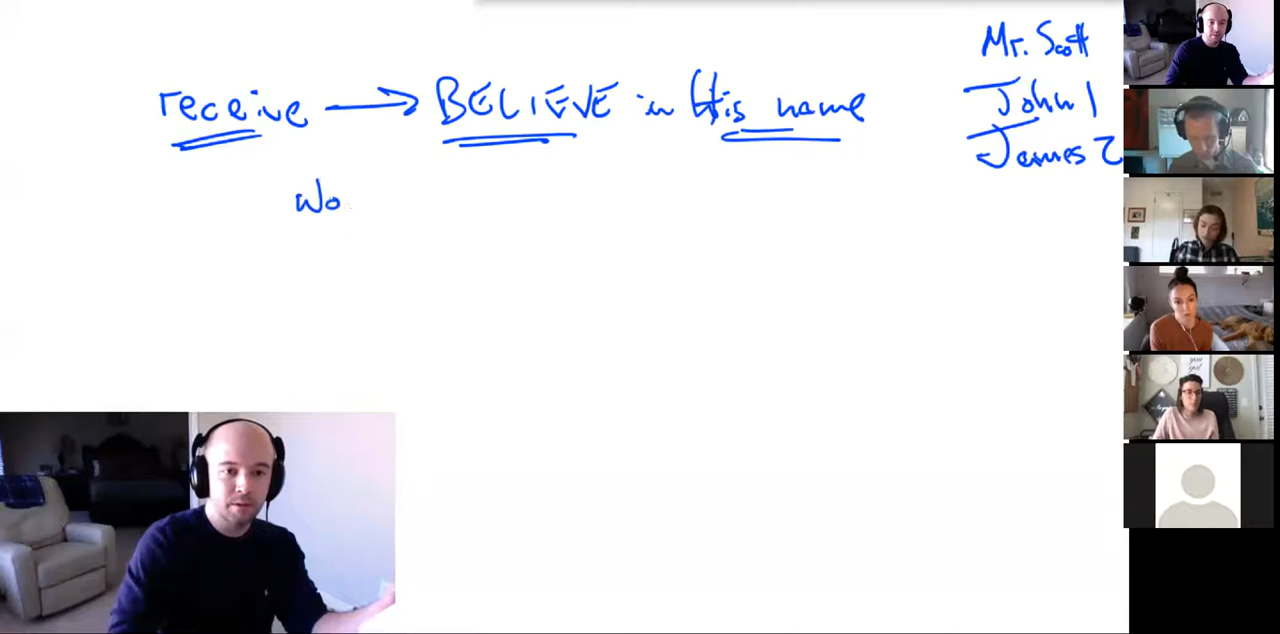 receive → BELIEVE in His name
Wo
Mr. Scott
John 1
James 2